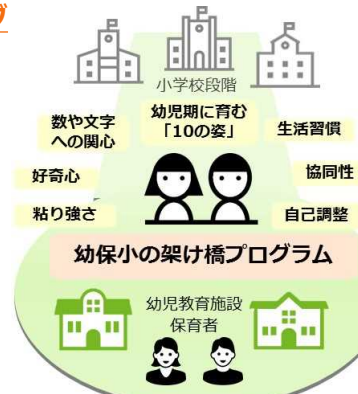 小学校段階
幼児期に育む
「10の姿」
数や文字
への関心
生活習慣
好奇心
協同性
粘り強さ
自己調整
幼保小の架け橋プログラム
幼児教育施設
保育者